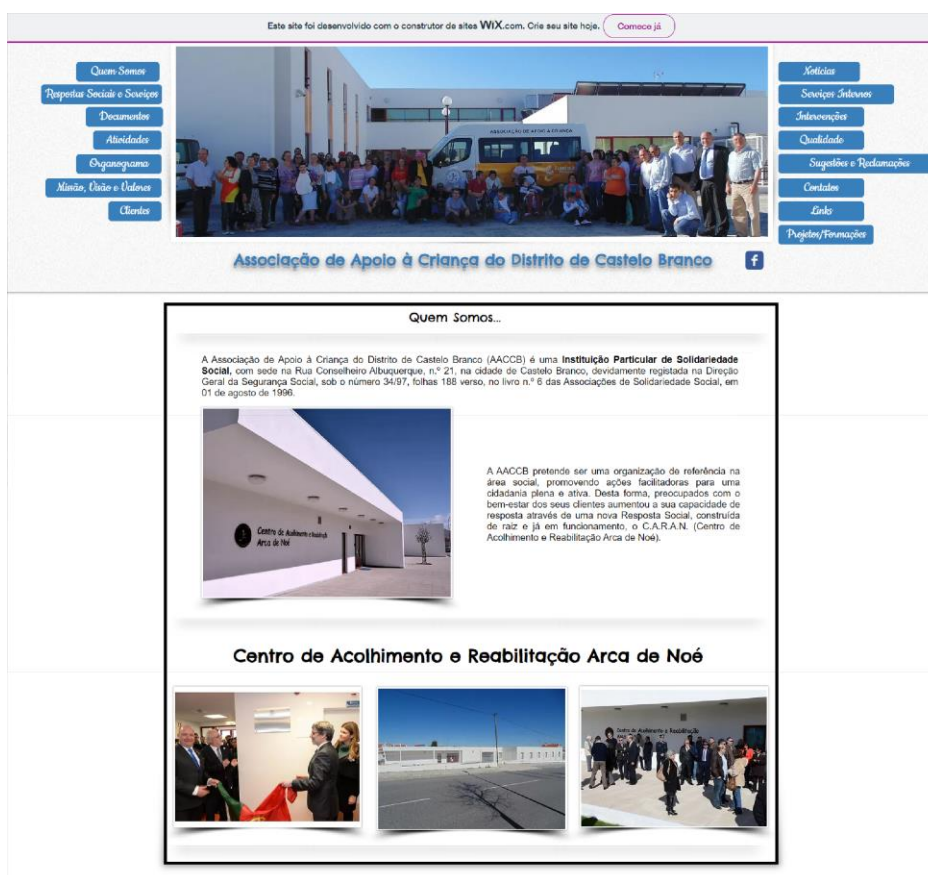 Este site foi desenvolvido com o construtor de sites WiX.com. Crie seu site hoje. Comece já
Quem Somos
Respostas Sociais e Serviços
Documentos
Atividades
Organograma
Missão, Visão e Valores
Clientes
ASSOCIAÇÃO DE APOIO À CRIANÇA
Notícias
Serviços Internos
Intervenções
Qualidade
Sugestões e Reclamações
Contatos
Links
Projetos/Formações
Associação de Apoio à Criança do Distrito de Castelo Branco
f
Quem Somos...
A Associação de Apoio à Criança do Distrito de Castelo Branco (AACCB) é uma Instituição Particular de Solidariedade
Social, com sede na Rua Conselheiro Albuquerque, n.º 21, na cidade de Castelo Branco, devidamente registada na Direção
Geral da Segurança Social, sob o número 34/97, folhas 188 verso, no livro n.º 6 das Associações de Solidariedade Social, em
01 de agosto de 1996.
Centro de Acolhimento e Reabilitação
Arca de Noé
A AACCB pretende ser uma organização de referência na
área social, promovendo ações facilitadoras para uma
cidadania plena e ativa. Desta forma, preocupados com o
bem-estar dos seus clientes aumentou a sua capacidade de
resposta através de uma nova Resposta Social, construída
de raiz e já em funcionamento, o C.A.R.A.N. (Centro de
Acolhimento e Reabilitação Arca de Noé).
Centro de Acolhimento e Reabilitação Arca de Noé
Centro de Acolhimento e Reabilitação